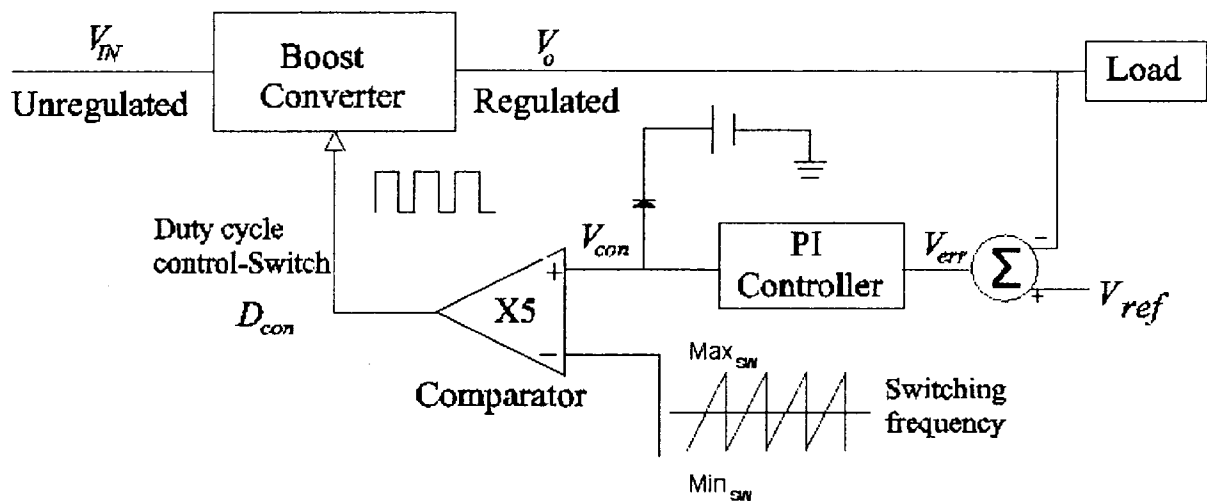 V_IN
Unregulated
Boost
Converter
V_o
Regulated
Load
Duty cycle
control-Switch
D_con
V_con
PI
Controller
V_err
Σ
-
+
V_ref
+
X5
-
Comparator
Max_SW
Min_SW
Switching
frequency